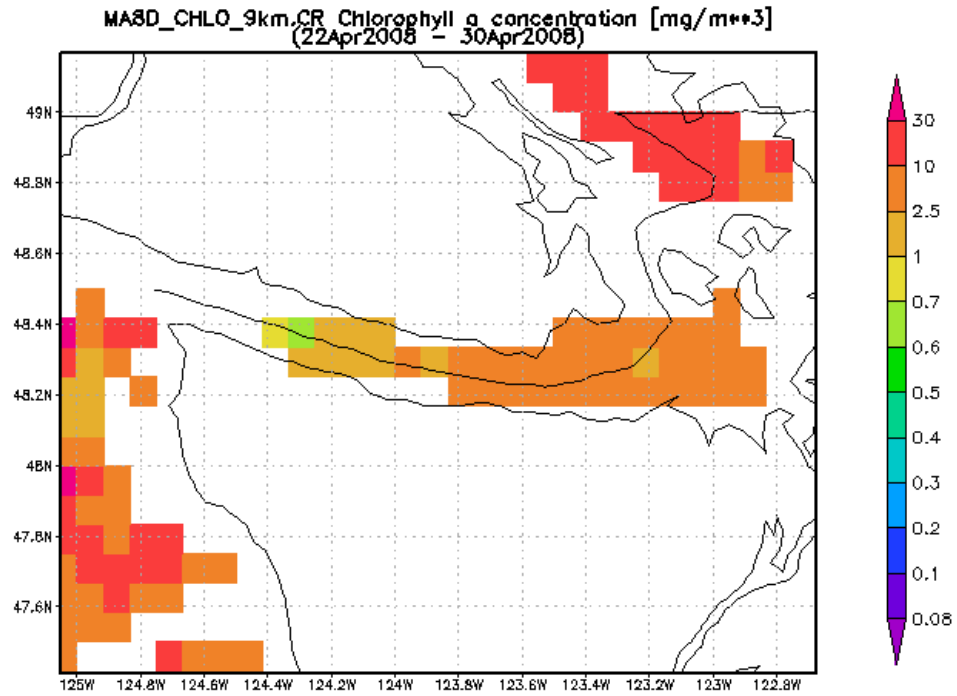 MA8D_CHLO_9km.CR Chlorophyll a concentration [mg/m**3]
(22Apr2008 – 30Apr2008)
49N
48.8N
48.6N
48.4N
48.2N
48N
47.8N
47.6N
125W 124.8W 124.6W 124.4W 124.2W 124W 123.8W 123.6W 123.4W 123.2W 123W 122.8W
30
10
2.5
1
0.7
0.6
0.5
0.4
0.3
0.2
0.1
0.08